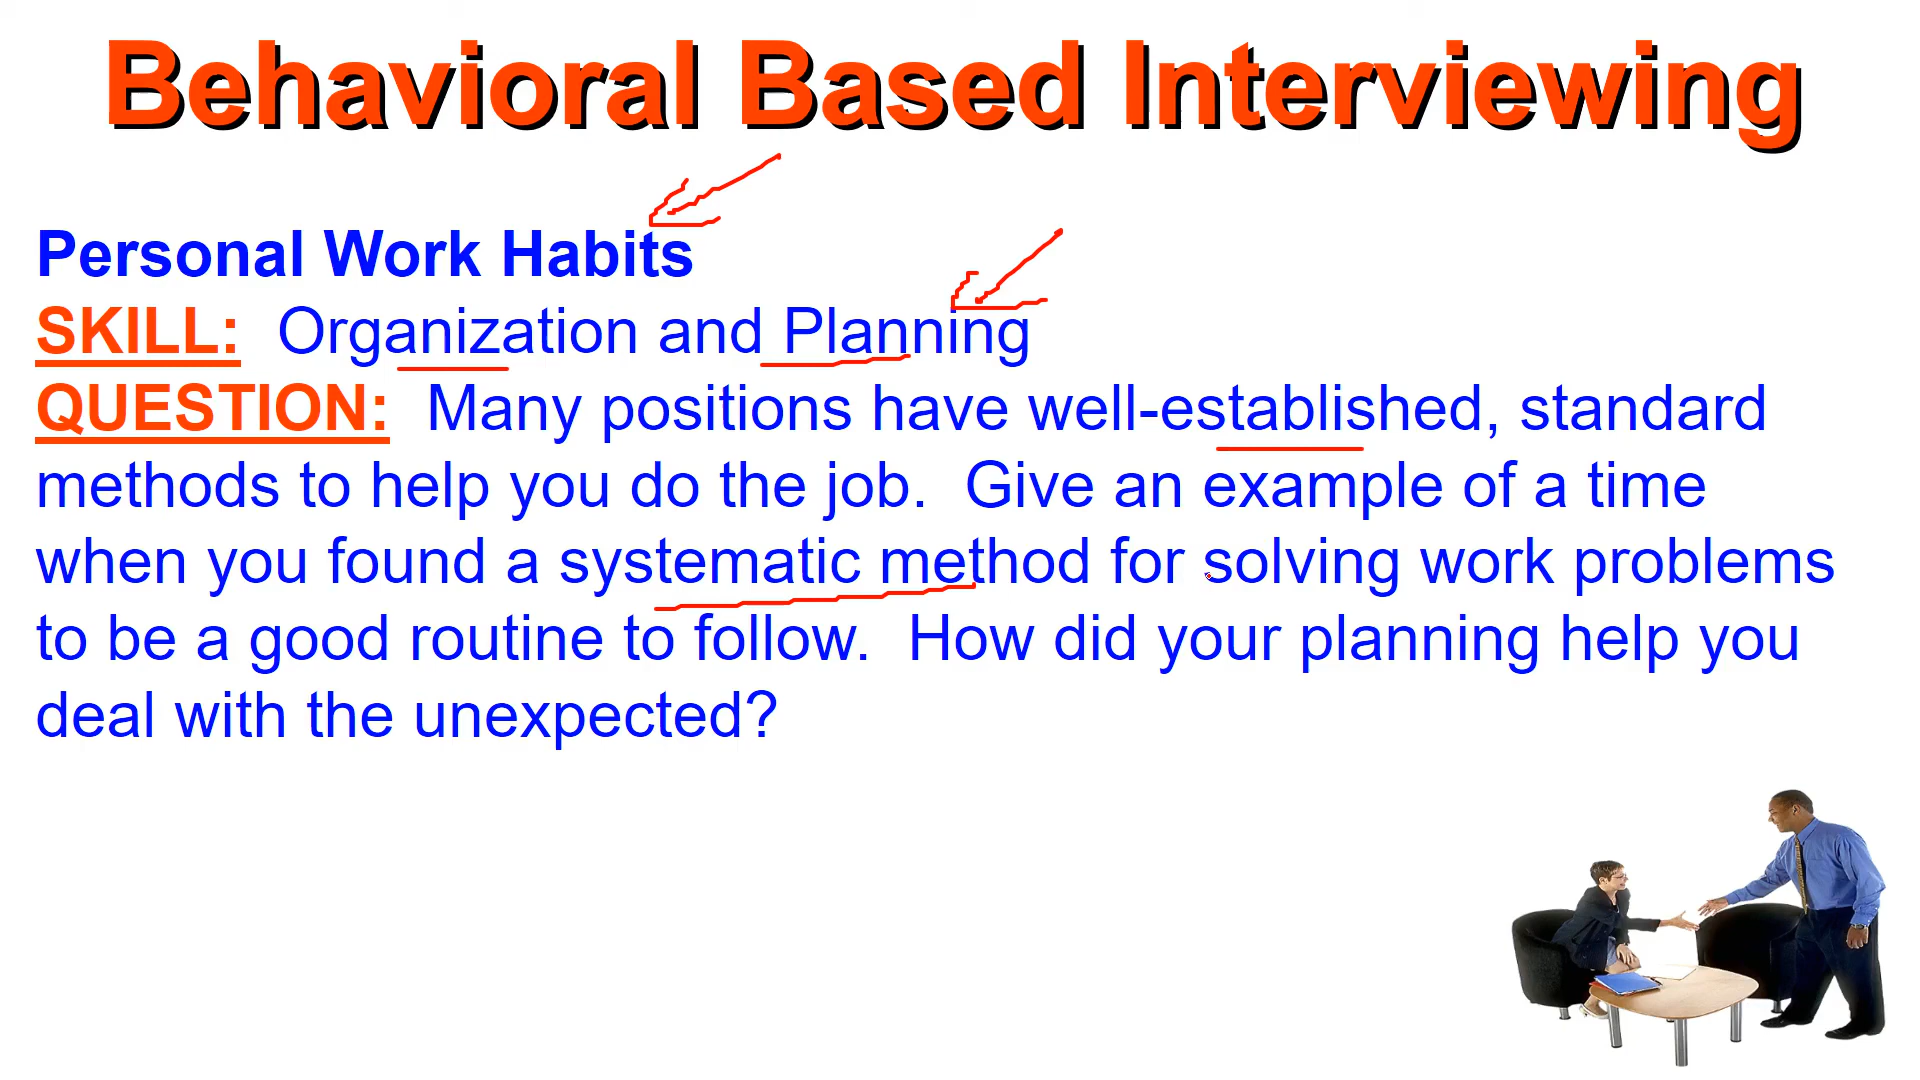 Behavioral Based Interviewing
Personal Work Habits
SKILL: Organization and Planning
QUESTION: Many positions have well-established, standard
methods to help you do the job. Give an example of a time
when you found a systematic method for solving work problems
to be a good routine to follow. How did your planning help you
deal with the unexpected?